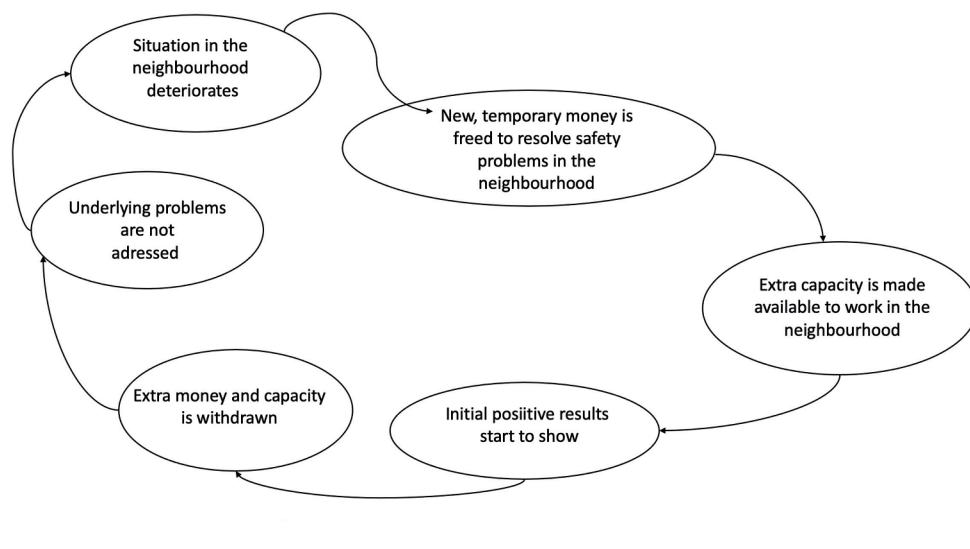 Situation in the
neighbourhood
deteriorates
New, temporary money is
freed to resolve safety
problems in the
neighbourhood
Extra capacity is made
available to work in the
neighbourhood
Initial posiitive results
start to show
Extra money and capacity
is withdrawn
Underlying problems
are not
adressed